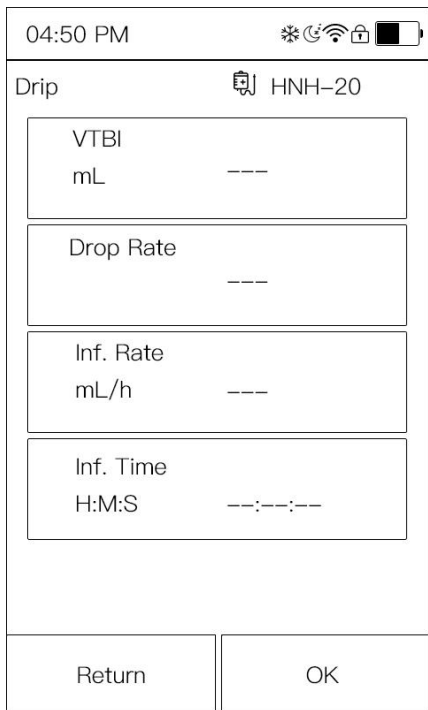 04:50 PM
Drip HNH-20
VTBI
mL ---
Drop Rate
---
Inf. Rate
mL/h ---
Inf. Time
H:M:S --:--:--
Return OK